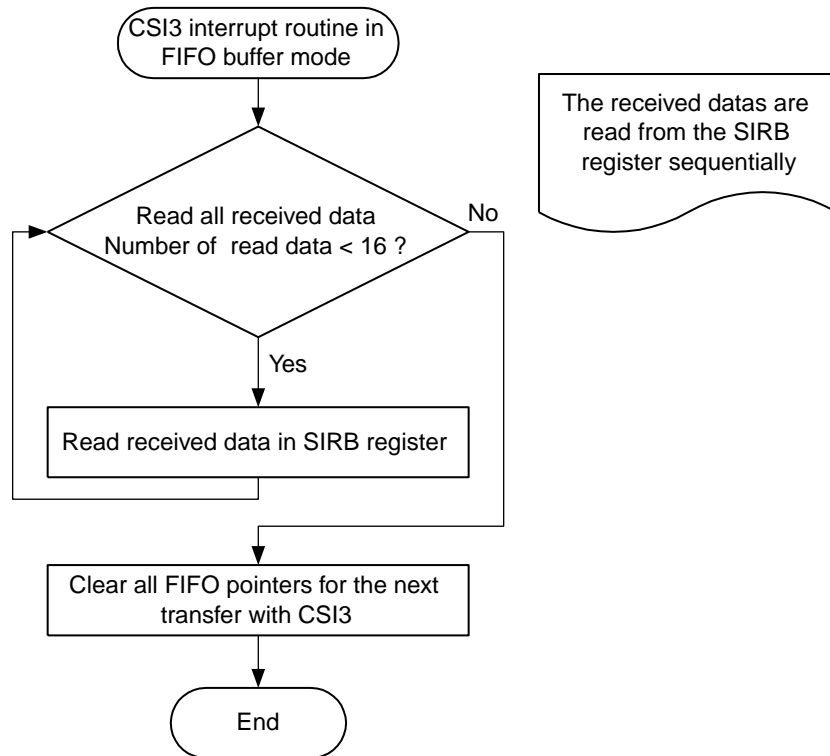 CSI3 interrupt routine in
FIFO buffer mode
The received datas are
read from the SIRB
register sequentially
Read all received data
Number of read data < 16 ?
No
Yes
Read received data in SIRB register
Clear all FIFO pointers for the next
transfer with CSI3
End